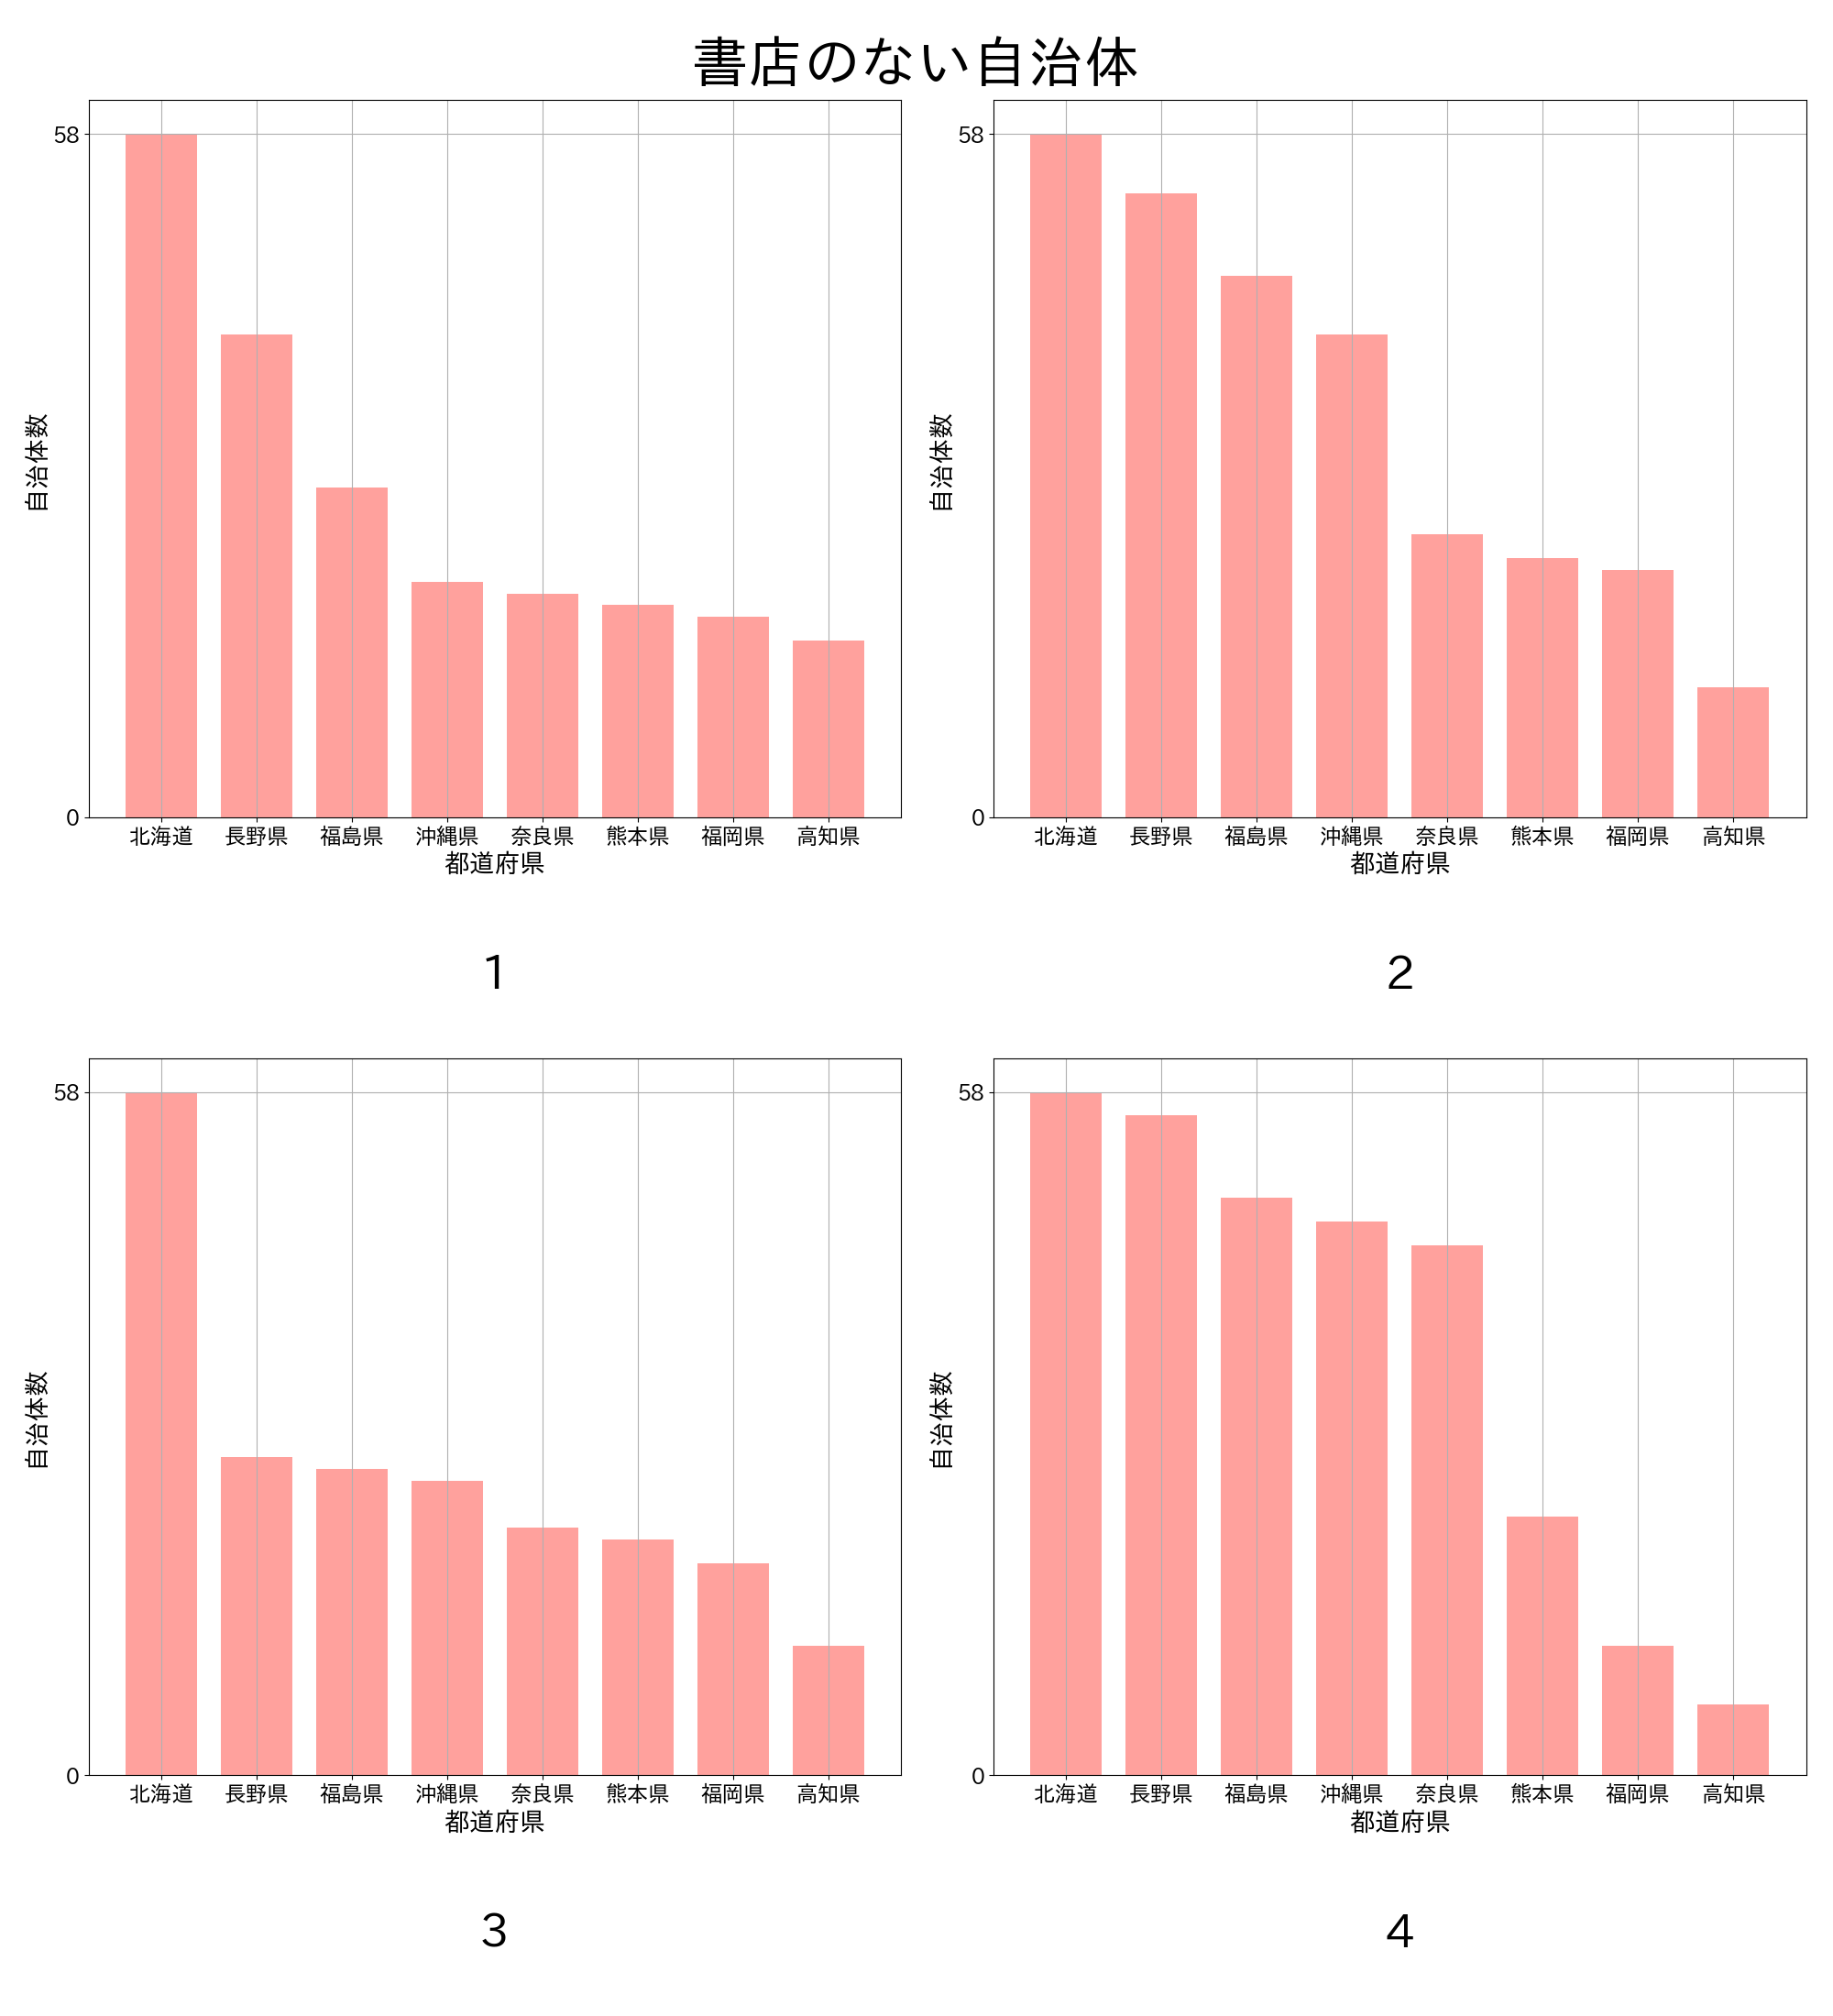 書店のない自治体
58
0
自治体数
北海道 長野県 福島県 沖縄県 奈良県 熊本県 福岡県 高知県
都道府県
1
58
0
自治体数
北海道 長野県 福島県 沖縄県 奈良県 熊本県 福岡県 高知県
都道府県
2
58
0
自治体数
北海道 長野県 福島県 沖縄県 奈良県 熊本県 福岡県 高知県
都道府県
3
58
0
自治体数
北海道 長野県 福島県 沖縄県 奈良県 熊本県 福岡県 高知県
都道府県
4